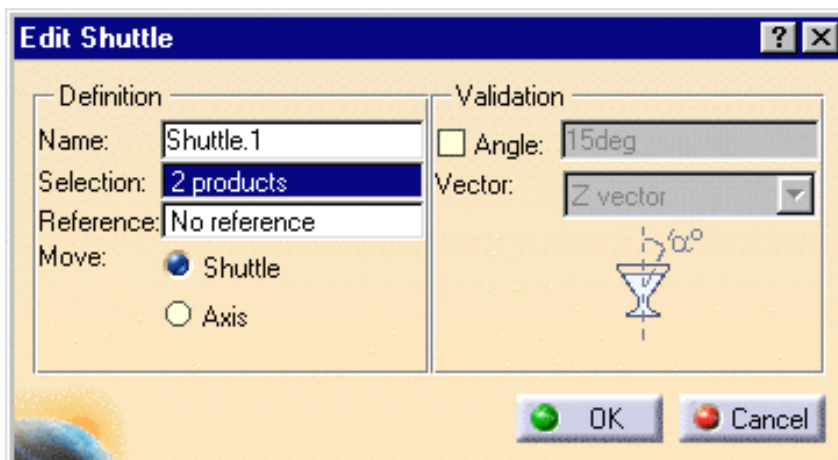 Edit Shuttle
Definition
Name: Shuttle.1
Selection: 2 products
Reference: No reference
Move: Shuttle
Axis
Validation
Angle: 15deg
Vector: Z vector
α°
OK Cancel